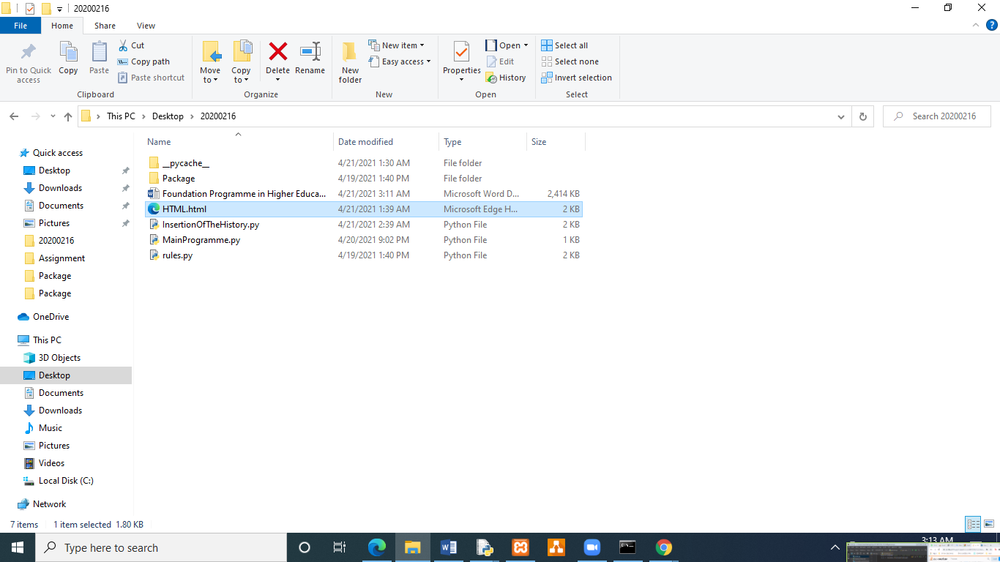 20200216
File Home Share View
Pin to Quick access
Copy
Paste
Cut
Copy path
Paste shortcut
Clipboard
Move to
Copy to
Delete
Rename
Organize
New folder
New item
Easy access
New
Properties
Open
Edit
History
Open
Select all
Select none
Invert selection
Select
This PC > Desktop > 20200216
Search 20200216
Name Date modified Type Size
__pycache__ 4/21/2021 1:30 AM File folder
Package 4/19/2021 1:40 PM File folder
Foundation Programme in Higher Educa... 4/21/2021 3:11 AM Microsoft Word D... 2,414 KB
HTML.html 4/21/2021 1:39 AM Microsoft Edge H... 2 KB
InsertionOfTheHistory.py 4/21/2021 2:39 AM Python File 2 KB
MainProgramme.py 4/20/2021 9:02 PM Python File 1 KB
rules.py 4/19/2021 1:40 PM Python File 2 KB
Quick access
Desktop
Downloads
Documents
Pictures
20200216
Assignment
Package
Package
OneDrive
This PC
3D Objects
Desktop
Documents
Downloads
Music
Pictures
Videos
Local Disk (C:)
Network
7 items 1 item selected 1.80 KB
Type here to search
3:13 AM